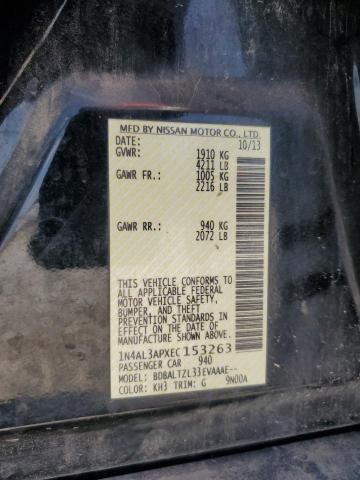 MFD BY NISSAN MOTOR CO., LTD.
DATE: 10/13
GVWR: 1910 KG
4211 LB
GAWR FR: 1005 KG
2216 LB
GAWR RR: 940 KG
2072 LB
THIS VEHICLE CONFORMS TO
ALL APPLICABLE FEDERAL
MOTOR VEHICLE SAFETY,
BUMPER, AND THEFT
PREVENTION STANDARDS IN
EFFECT ON THE DATE OF
MANUFACTURE SHOWN ABOVE.
1N4AL3APXEC153263
PASSENGER CAR 940
MODEL: BDBALTZL33EVAAAE--
COLOR: KH3 TRIM: G 9N00A